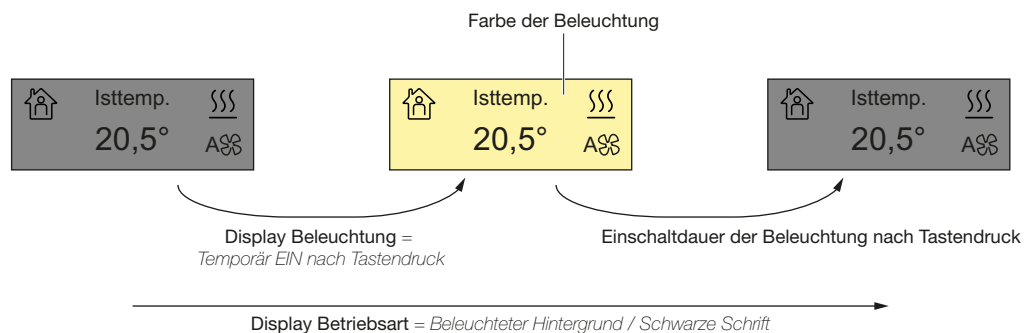 Farbe der Beleuchtung
Isttemp.
20,5°
A
Isttemp.
20,5°
A
Isttemp.
20,5°
A
Display Beleuchtung =
Temporär EIN nach Tastendruck
Einschaltdauer der Beleuchtung nach Tastendruck
Display Betriebsart = Beleuchteter Hintergrund / Schwarze Schrift